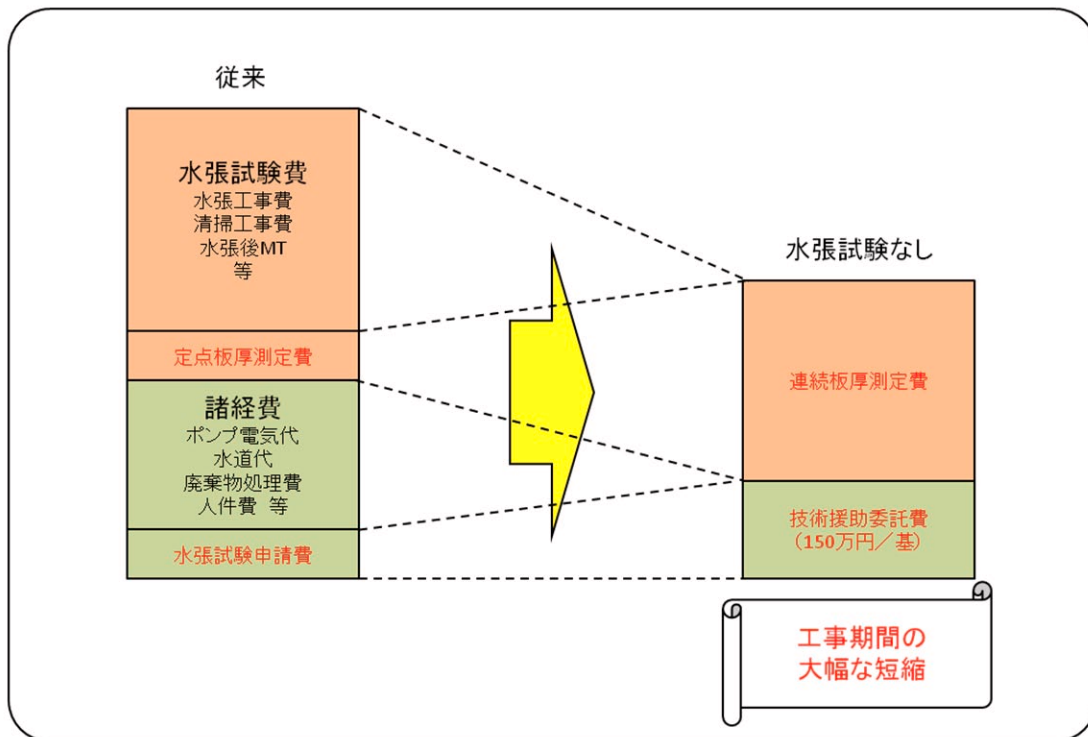 従来
水張試験費
水張工事費
清掃工事費
水張後MT
等
定点板厚測定費
諸経費
ポンプ電気代
水道代
廃棄物処理費
人件費 等
水張試験申請費
水張試験なし
連続板厚測定費
技術援助委託費
（150万円／基）
工事期間の
大幅な短縮